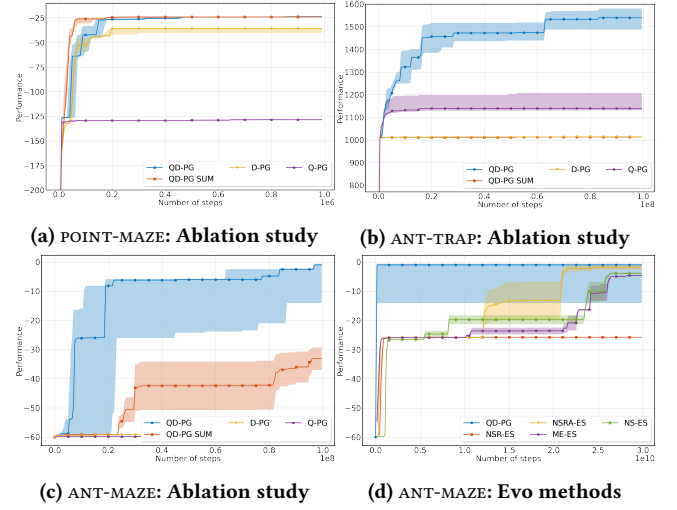 −25
−50
−75
−100
−125
−150
−175
−200
Performance
0.0 0.2 0.4 0.6 0.8 1.0
1e6
Number of steps
QD-PG D-PG Q-PG
QD-PG SUM
(a) POINT-MAZE: Ablation study
1600
1500
1400
1300
1200
1100
1000
900
800
Performance
0.0 0.2 0.4 0.6 0.8 1.0
1e8
Number of steps
QD-PG D-PG Q-PG
QD-PG SUM
(b) ANT-TRAP: Ablation study
0
−10
−20
−30
−40
−50
−60
Performance
0.0 0.2 0.4 0.6 0.8 1.0
1e8
Number of steps
QD-PG D-PG Q-PG
QD-PG SUM
(c) ANT-MAZE: Ablation study
0
−10
−20
−30
−40
−50
−60
Performance
0.0 0.5 1.0 1.5 2.0 2.5 3.0
1e10
Number of steps
QD-PG NSRA-ES NS-ES
NSR-ES ME-ES
(d) ANT-MAZE: Evo methods